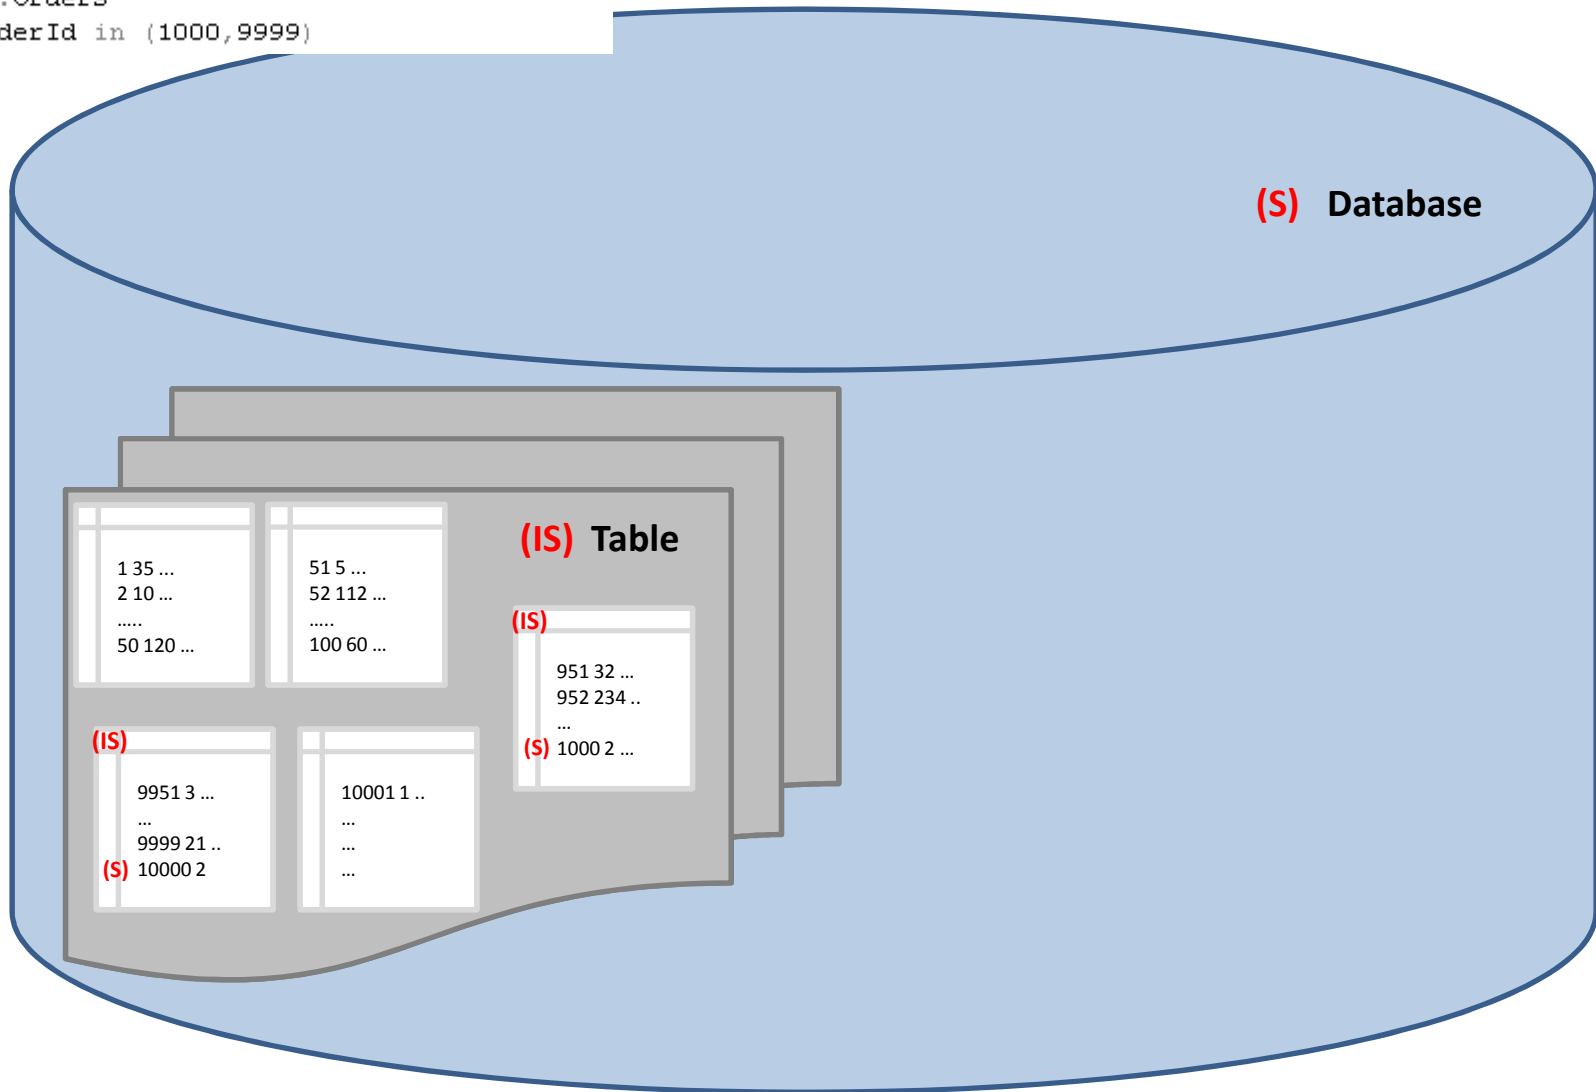 .Orders
derId in (1000,9999)
(S) Database
(IS) Table
1 35 ...
2 10 ...
.....
50 120 ...
51 5 ...
52 112 ...
.....
100 60 ...
(IS)
951 32 ...
952 234 ..
...
(S) 1000 2 ...
(IS)
9951 3 ...
...
9999 21 ..
(S) 10000 2
10001 1 ..
...
...
...